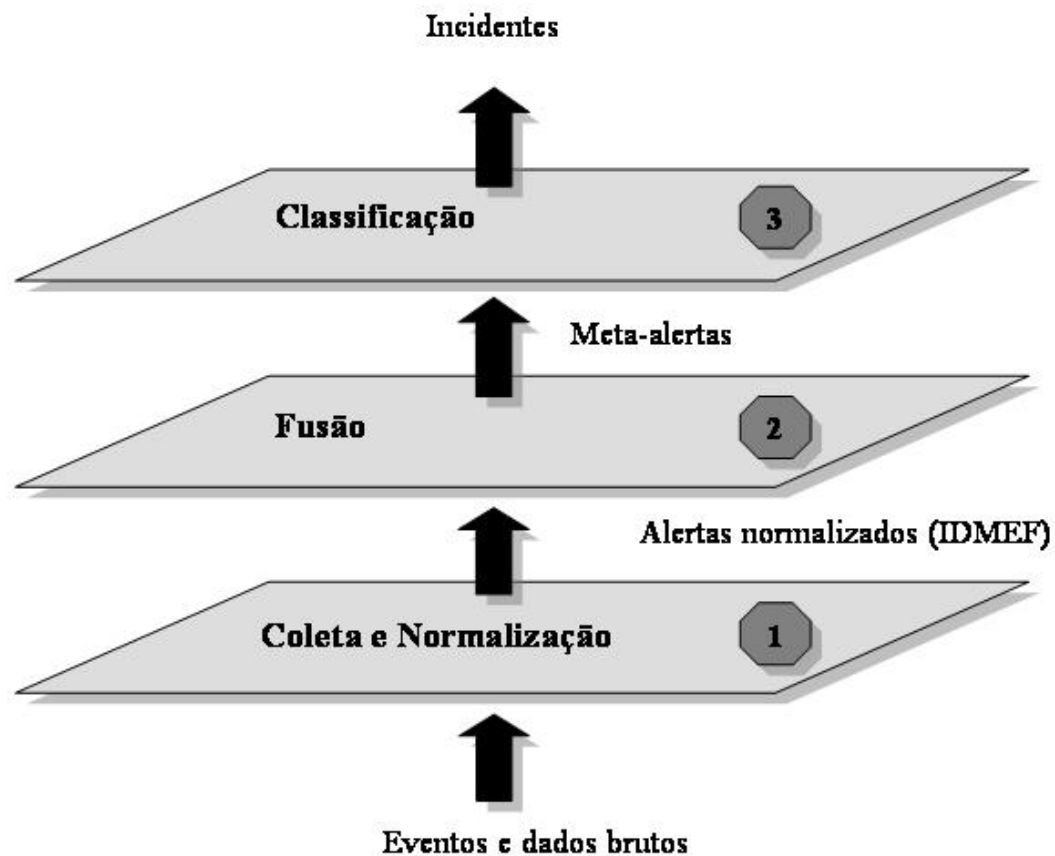 Incidentes
Classificação
3
Meta-alertas
Fusão
2
Alertas normalizados (IDMEF)
Coleta e Normalização
1
Eventos e dados brutos